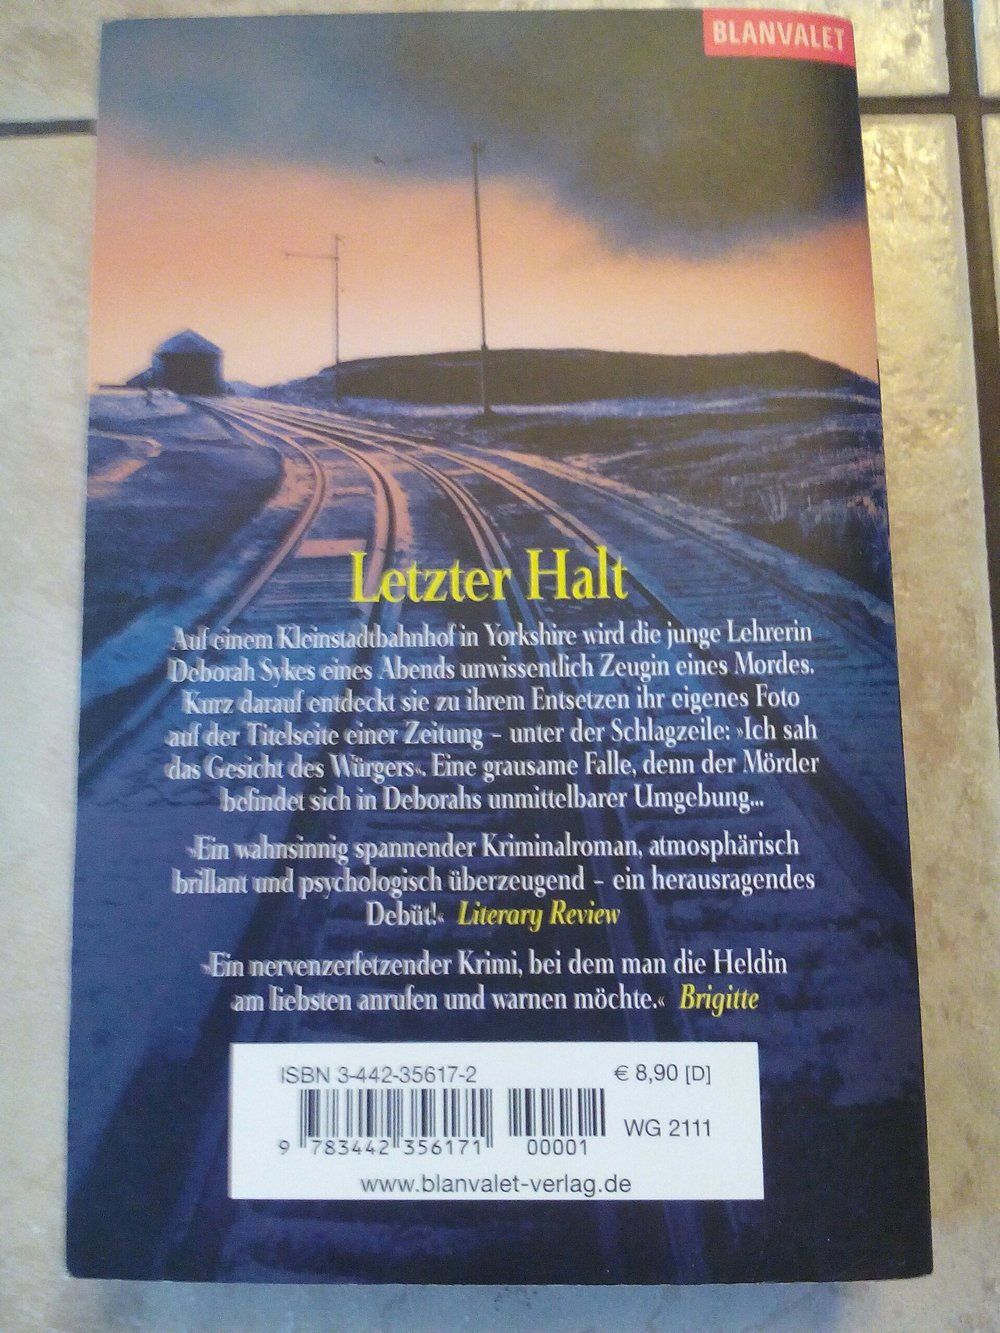 BLANVALET
Letzter Halt
Auf einem Kleinstadtbahnhof in Yorkshire wird die junge Lehrerin
Deborah Sykes eines Abends unwissentlich Zeugin eines Mordes.
Kurz darauf entdeckt sie zu ihrem Entsetzen ihr eigenes Foto
auf der Titelseite einer Zeitung – unter der Schlagzeile: »Ich sah
das Gesicht des Würgers«. Eine grausame Falle, denn der Mörder
befindet sich in Deborahs unmittelbarer Umgebung...
»Ein wahnsinnig spannender Kriminalroman, atmosphärisch
brillant und psychologisch überzeugend – ein herausragendes
Debüt!« Literary Review
»Ein nervenzerfetzender Krimi, bei dem man die Heldin
am liebsten anrufen und warnen möchte.« Brigitte
ISBN 3-442-35617-2 € 8,90 [D]
WG 2111
9 783442 356171 00001
www.blanvalet-verlag.de